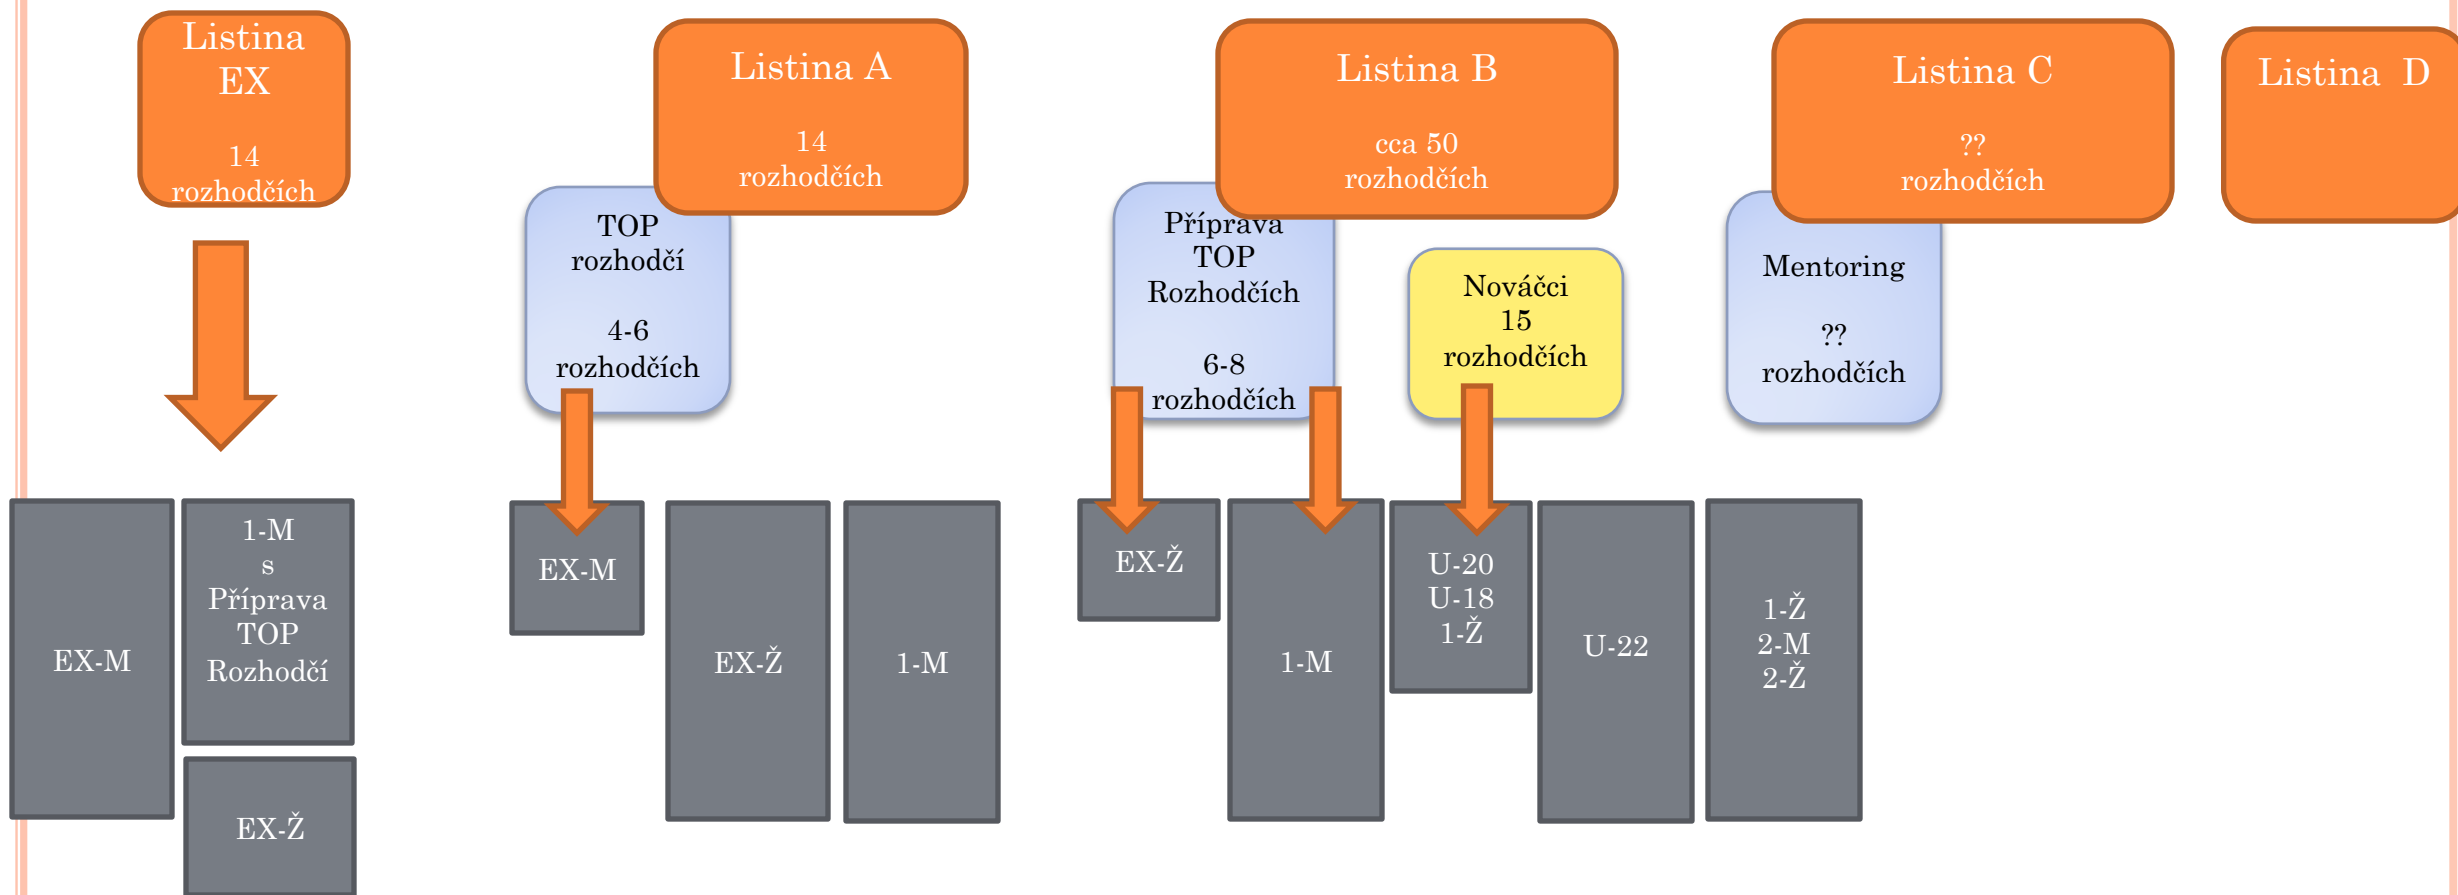 Listina
EX
14
rozhodčích
Listina A
14
rozhodčích
Listina B
cca 50
rozhodčích
Listina C
??
rozhodčích
Listina D
TOP
rozhodčí
4-6
rozhodčích
Příprava
TOP
Rozhodčích
6-8
rozhodčích
Nováčci
15
rozhodčích
Mentoring
??
rozhodčích
EX-M
1-M
s
Příprava
TOP
Rozhodčí
EX-Ž
EX-M
EX-Ž
1-M
EX-Ž
1-M
U-20
U-18
1-Ž
U-22
1-Ž
2-M
2-Ž